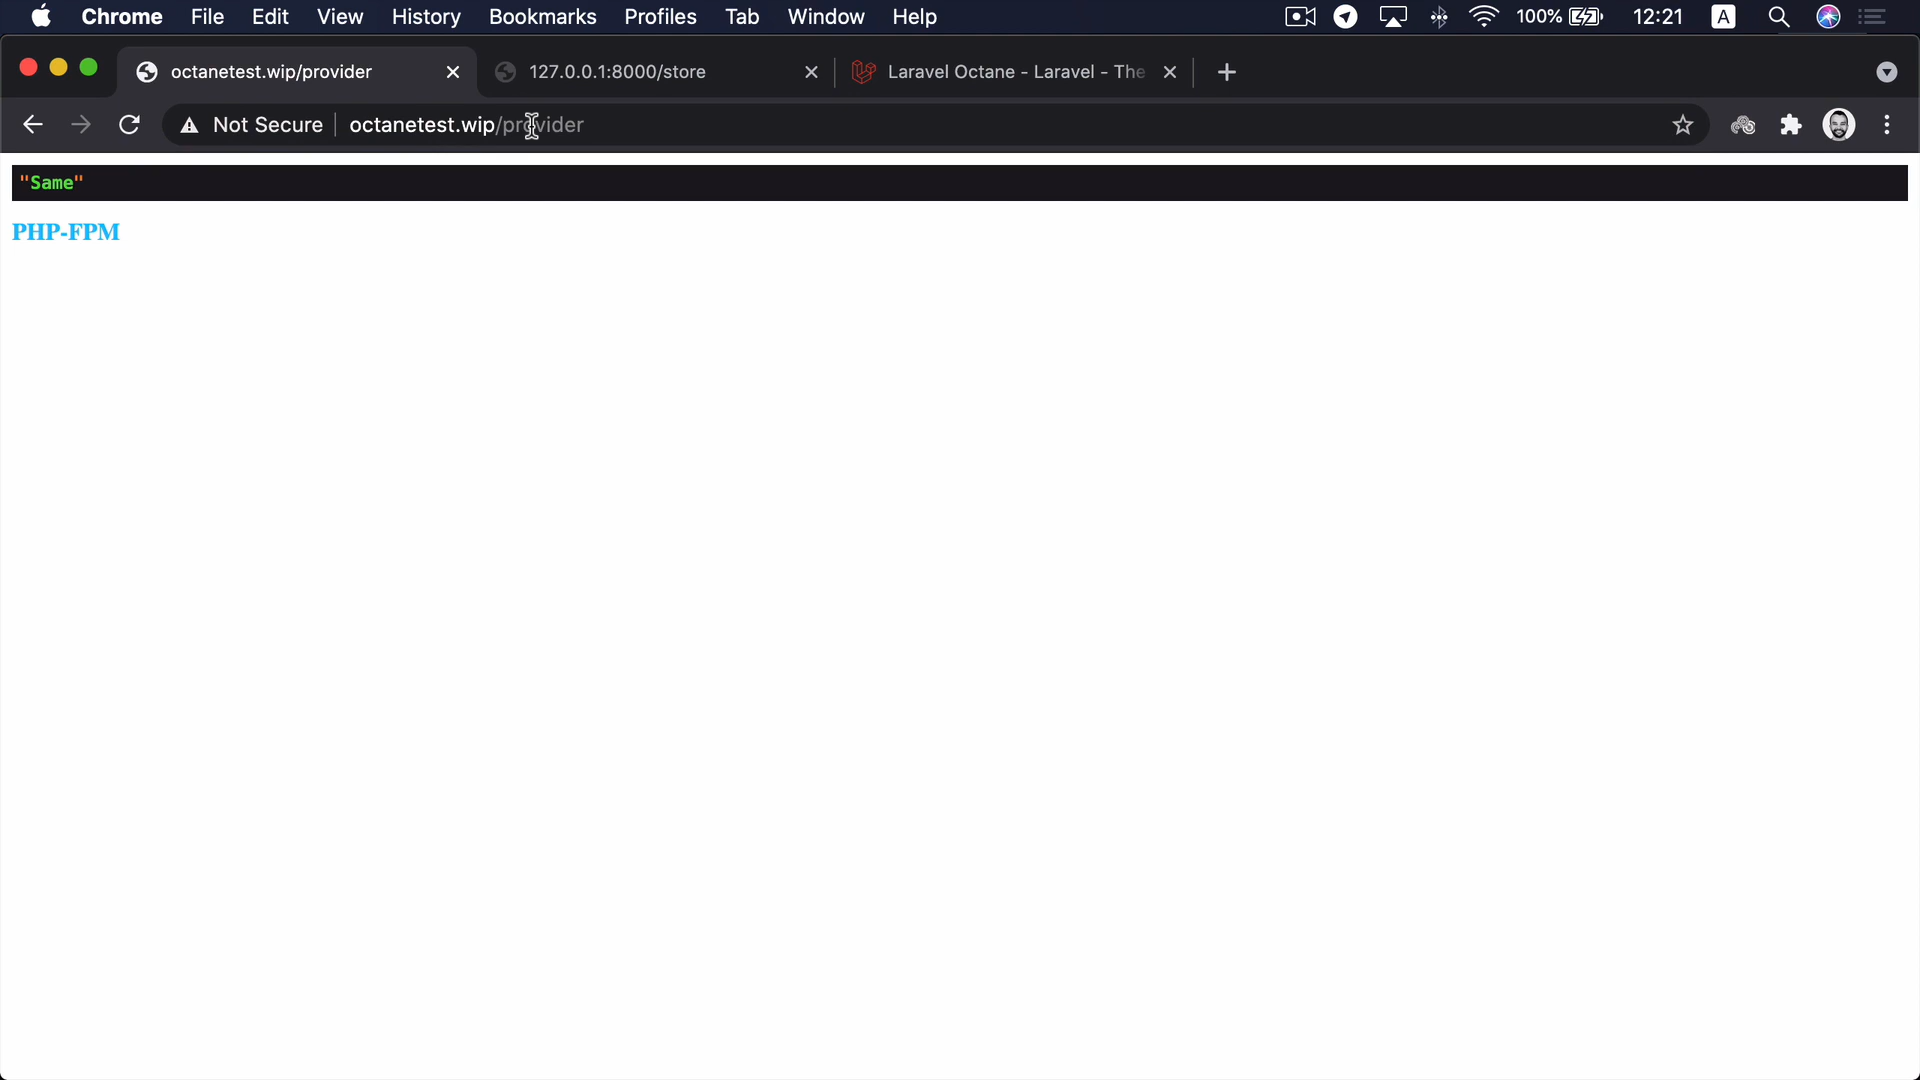 Chrome File Edit View History Bookmarks Profiles Tab Window Help 100% 12:21 A
octanetest.wip/provider 127.0.0.1:8000/store Laravel Octane - Laravel - The
Not Secure octanetest.wip/provider
"Same"
PHP-FPM